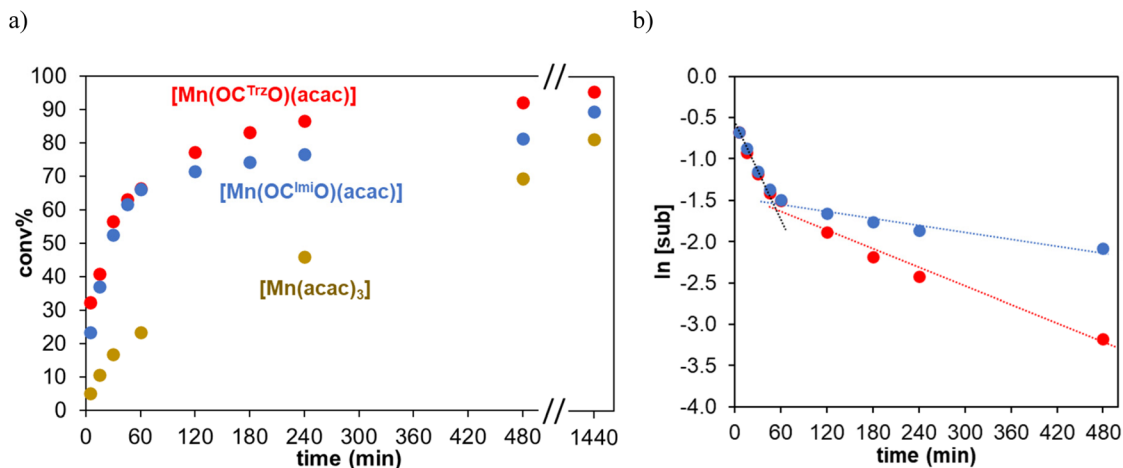 a)
b)
100
90
80
70
60
50
40
30
20
10
0
conv%
[Mn(OC^TrzO)(acac)]
[Mn(OC^ImiO)(acac)]
[Mn(acac)₃]
//
//
0 60 120 180 240 300 360 420 480 1440
time (min)
0.0
-0.5
-1.0
-1.5
-2.0
-2.5
-3.0
-3.5
-4.0
ln [sub]
0 60 120 180 240 300 360 420 480
time (min)